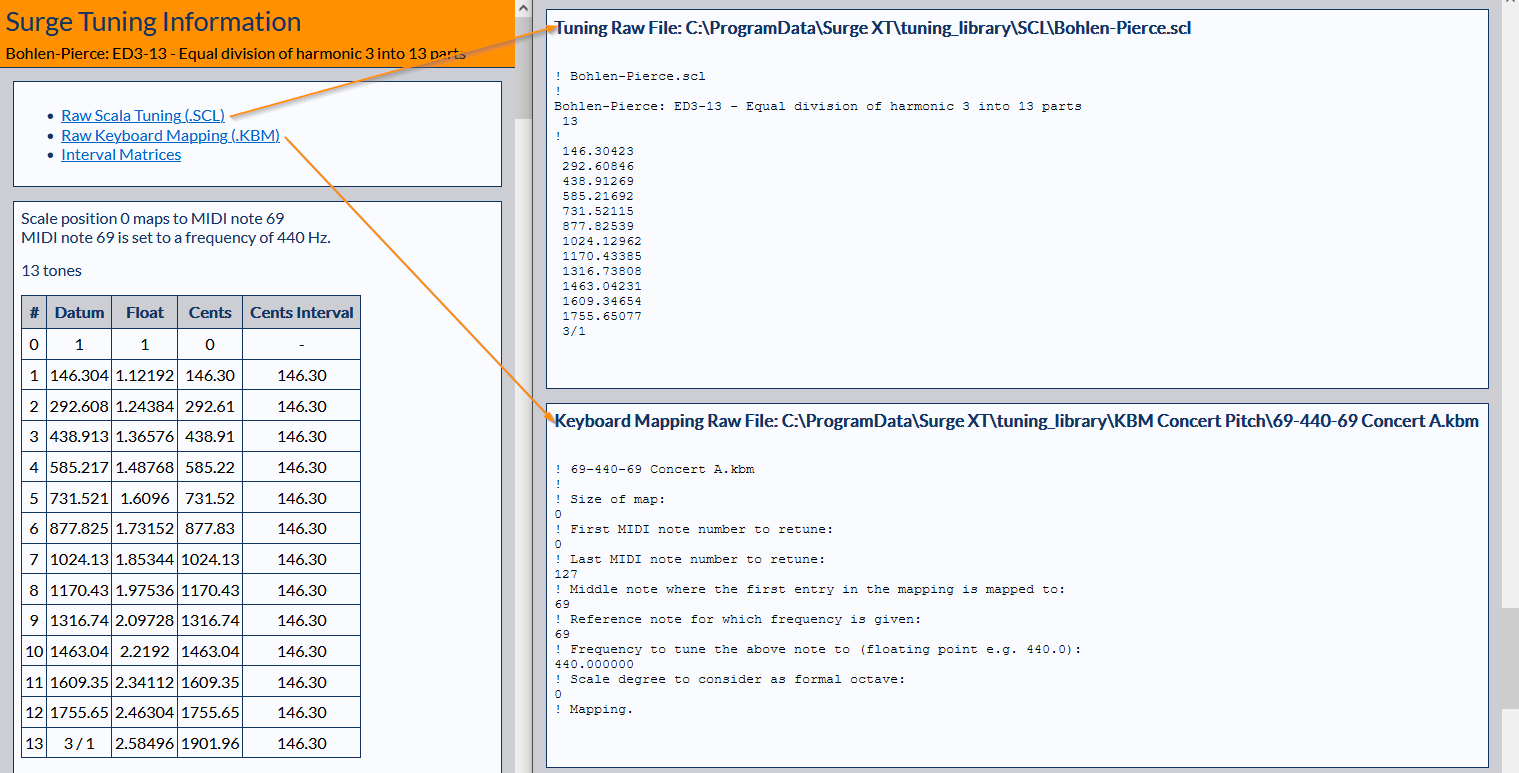 Surge Tuning Information
Bohlen-Pierce: ED3-13 - Equal division of harmonic 3 into 13 parts
• Raw Scala Tuning (.SCL)
• Raw Keyboard Mapping (.KBM)
• Interval Matrices
Scale position 0 maps to MIDI note 69
MIDI note 69 is set to a frequency of 440 Hz.
13 tones
# Datum Float Cents Cents Interval
0 1 1 0 -
1 146.304 1.12192 146.30 146.30
2 292.608 1.24384 292.61 146.30
3 438.913 1.36576 438.91 146.30
4 585.217 1.48768 585.22 146.30
5 731.521 1.6096 731.52 146.30
6 877.825 1.73152 877.83 146.30
7 1024.13 1.85344 1024.13 146.30
8 1170.43 1.97536 1170.43 146.30
9 1316.74 2.09728 1316.74 146.30
10 1463.04 2.2192 1463.04 146.30
11 1609.35 2.34112 1609.35 146.30
12 1755.65 2.46304 1755.65 146.30
13 3 / 1 2.58496 1901.96 146.30
Tuning Raw File: C:\ProgramData\Surge XT\tuning_library\SCL\Bohlen-Pierce.scl
! Bohlen-Pierce.scl
!
Bohlen-Pierce: ED3-13 - Equal division of harmonic 3 into 13 parts
13
!
146.30423
292.60846
438.91269
585.21692
731.52115
877.82539
1024.12962
1170.43385
1316.73808
1463.04231
1609.34654
1755.65077
3/1
Keyboard Mapping Raw File: C:\ProgramData\Surge XT\tuning_library\KBM Concert Pitch\69-440-69 Concert A.kbm
! 69-440-69 Concert A.kbm
!
! Size of map:
0
! First MIDI note number to retune:
0
! Last MIDI note number to retune:
127
! Middle note where the first entry in the mapping is mapped to:
69
! Reference note for which frequency is given:
69
! Frequency to tune the above note to (floating point e.g. 440.0):
440.000000
! Scale degree to consider as formal octave:
0
! Mapping.